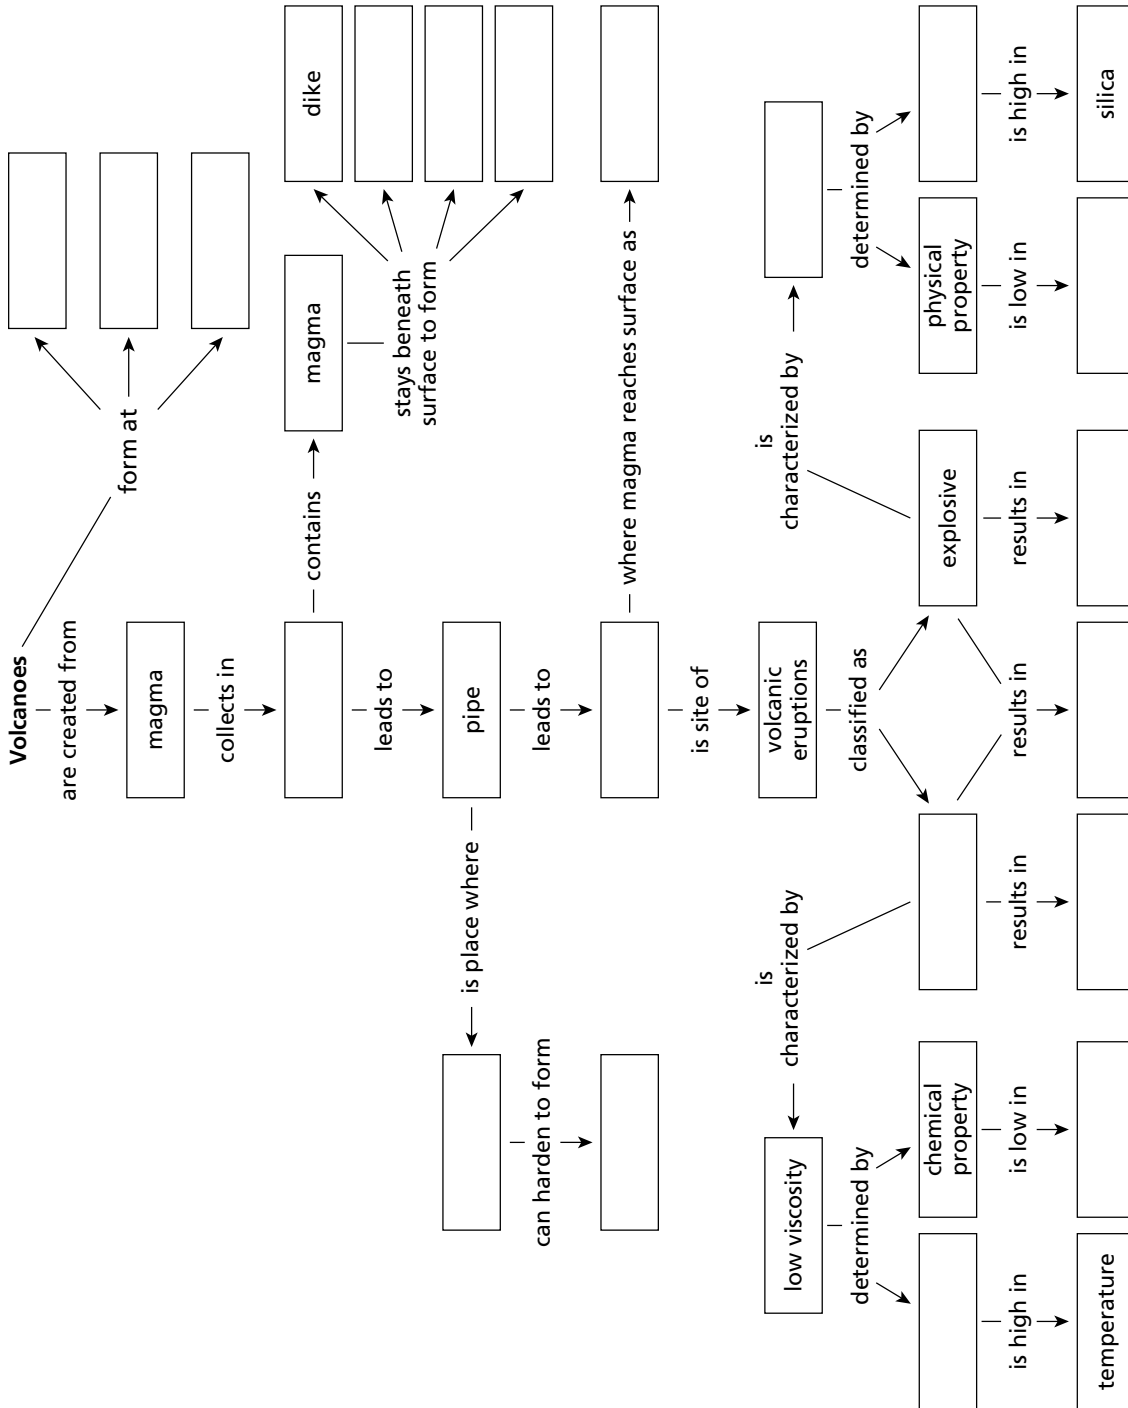 Volcanoes
form at
are created from
magma
collects in
contains
magma
stays beneath
surface to form
dike
leads to
pipe
is place where
can harden to form
leads to
where magma reaches surface as
is site of
volcanic
eruptions
classified as
explosive
is
characterized by
is
characterized by
low viscosity
determined by
determined by
chemical
property
physical
property
is high in
is low in
results in
results in
results in
is low in
is high in
temperature
silica